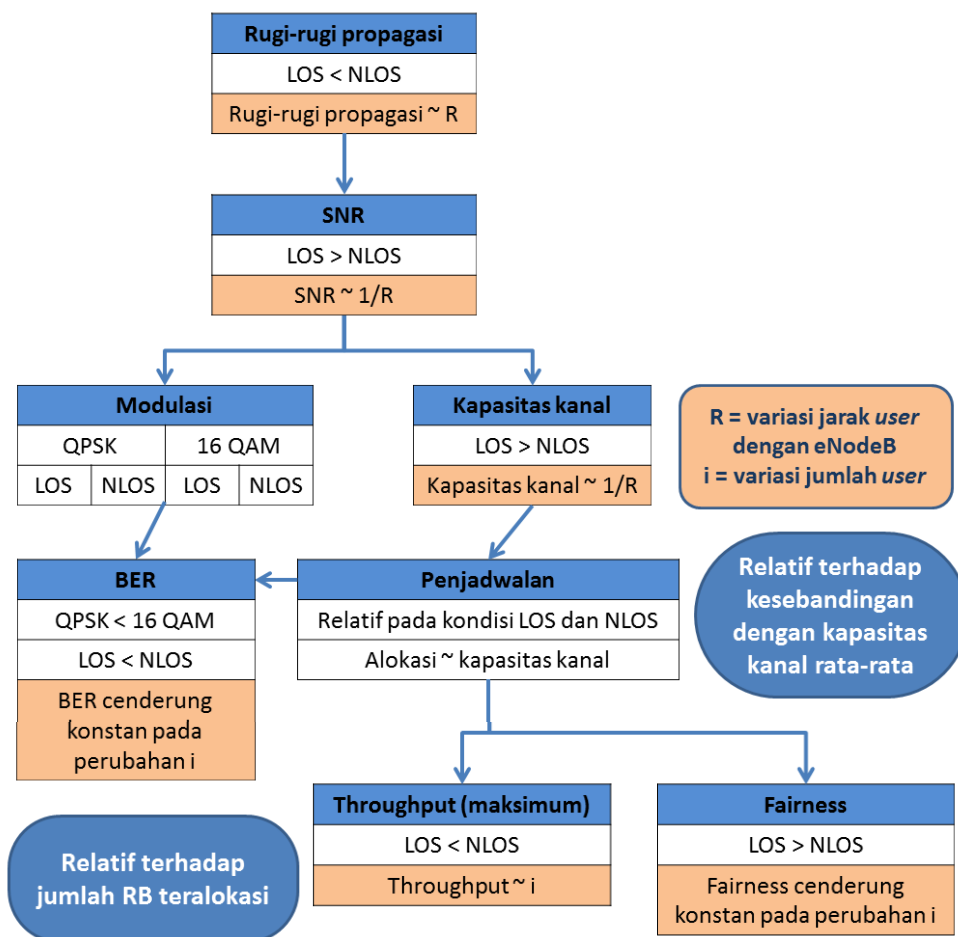 Rugi-rugi propagasi
LOS < NLOS
Rugi-rugi propagasi ~ R
SNR
LOS > NLOS
SNR ~ 1/R
Modulasi
QPSK
16 QAM
LOS
NLOS
LOS
NLOS
Kapasitas kanal
LOS > NLOS
Kapasitas kanal ~ 1/R
R = variasi jarak user
dengan eNodeB
i = variasi jumlah user
BER
QPSK < 16 QAM
LOS < NLOS
BER cenderung
konstan pada
perubahan i
Penjadwalan
Relatif pada kondisi LOS dan NLOS
Alokasi ~ kapasitas kanal
Relatif terhadap
kesebandingan
dengan kapasitas
kanal rata-rata
Relatif terhadap
jumlah RB teralokasi
Throughput (maksimum)
LOS < NLOS
Throughput ~ i
Fairness
LOS > NLOS
Fairness cenderung
konstan pada perubahan i